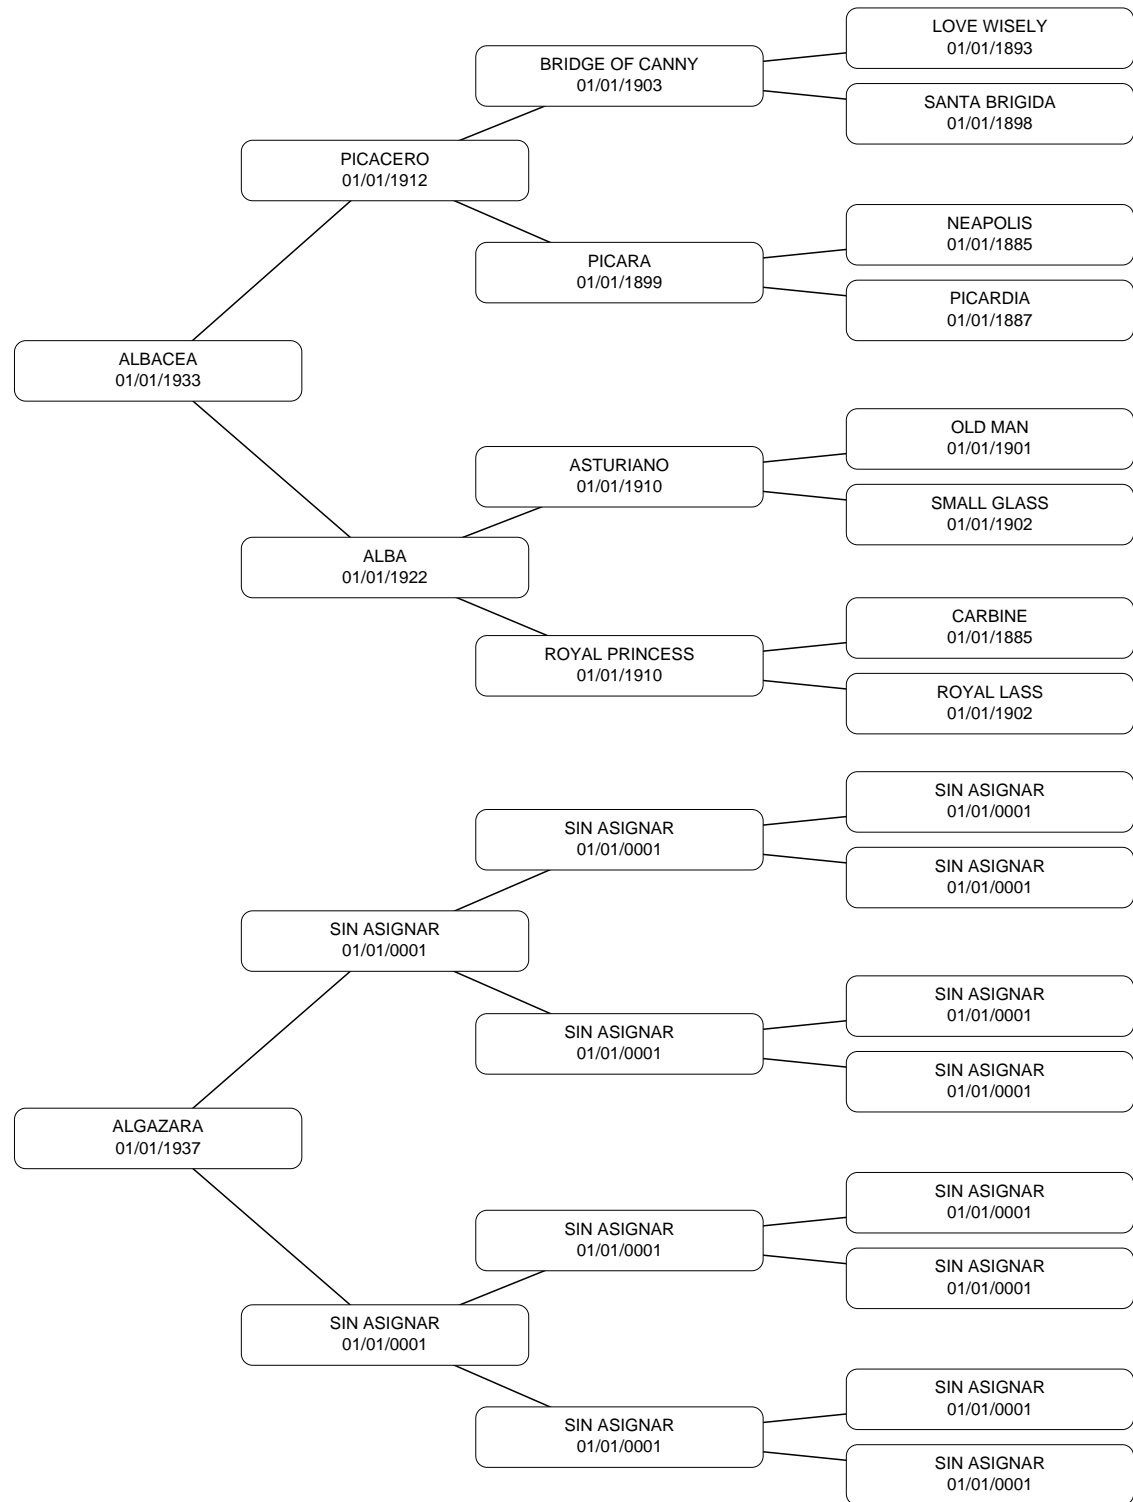 LOVE WISELY
01/01/1893
BRIDGE OF CANNY
01/01/1903
SANTA BRIGIDA
01/01/1898
PICACERO
01/01/1912
NEAPOLIS
01/01/1885
PICARA
01/01/1899
PICARDIA
01/01/1887
ALBACEA
01/01/1933
OLD MAN
01/01/1901
ASTURIANO
01/01/1910
SMALL GLASS
01/01/1902
ALBA
01/01/1922
CARBINE
01/01/1885
ROYAL PRINCESS
01/01/1910
ROYAL LASS
01/01/1902
SIN ASIGNAR
01/01/0001
SIN ASIGNAR
01/01/0001
SIN ASIGNAR
01/01/0001
SIN ASIGNAR
01/01/0001
SIN ASIGNAR
01/01/0001
SIN ASIGNAR
01/01/0001
SIN ASIGNAR
01/01/0001
ALGAZARA
01/01/1937
SIN ASIGNAR
01/01/0001
SIN ASIGNAR
01/01/0001
SIN ASIGNAR
01/01/0001
SIN ASIGNAR
01/01/0001
SIN ASIGNAR
01/01/0001
SIN ASIGNAR
01/01/0001
SIN ASIGNAR
01/01/0001